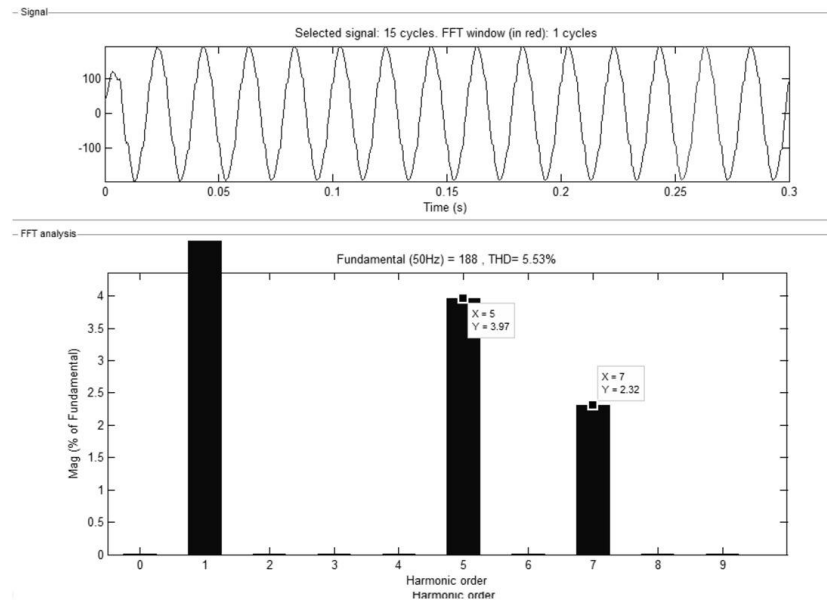 Signal
Selected signal: 15 cycles. FFT window (in red): 1 cycles
100
0
-100
0 0.05 0.1 0.15 0.2 0.25 0.3
Time (s)
FFT analysis
Fundamental (50Hz) = 188 , THD= 5.53%
Mag (% of Fundamental)
4
3.5
3
2.5
2
1.5
1
0.5
0
X = 5
Y = 3.97
X = 7
Y = 2.32
0 1 2 3 4 5 6 7 8 9
Harmonic order
Harmonic order